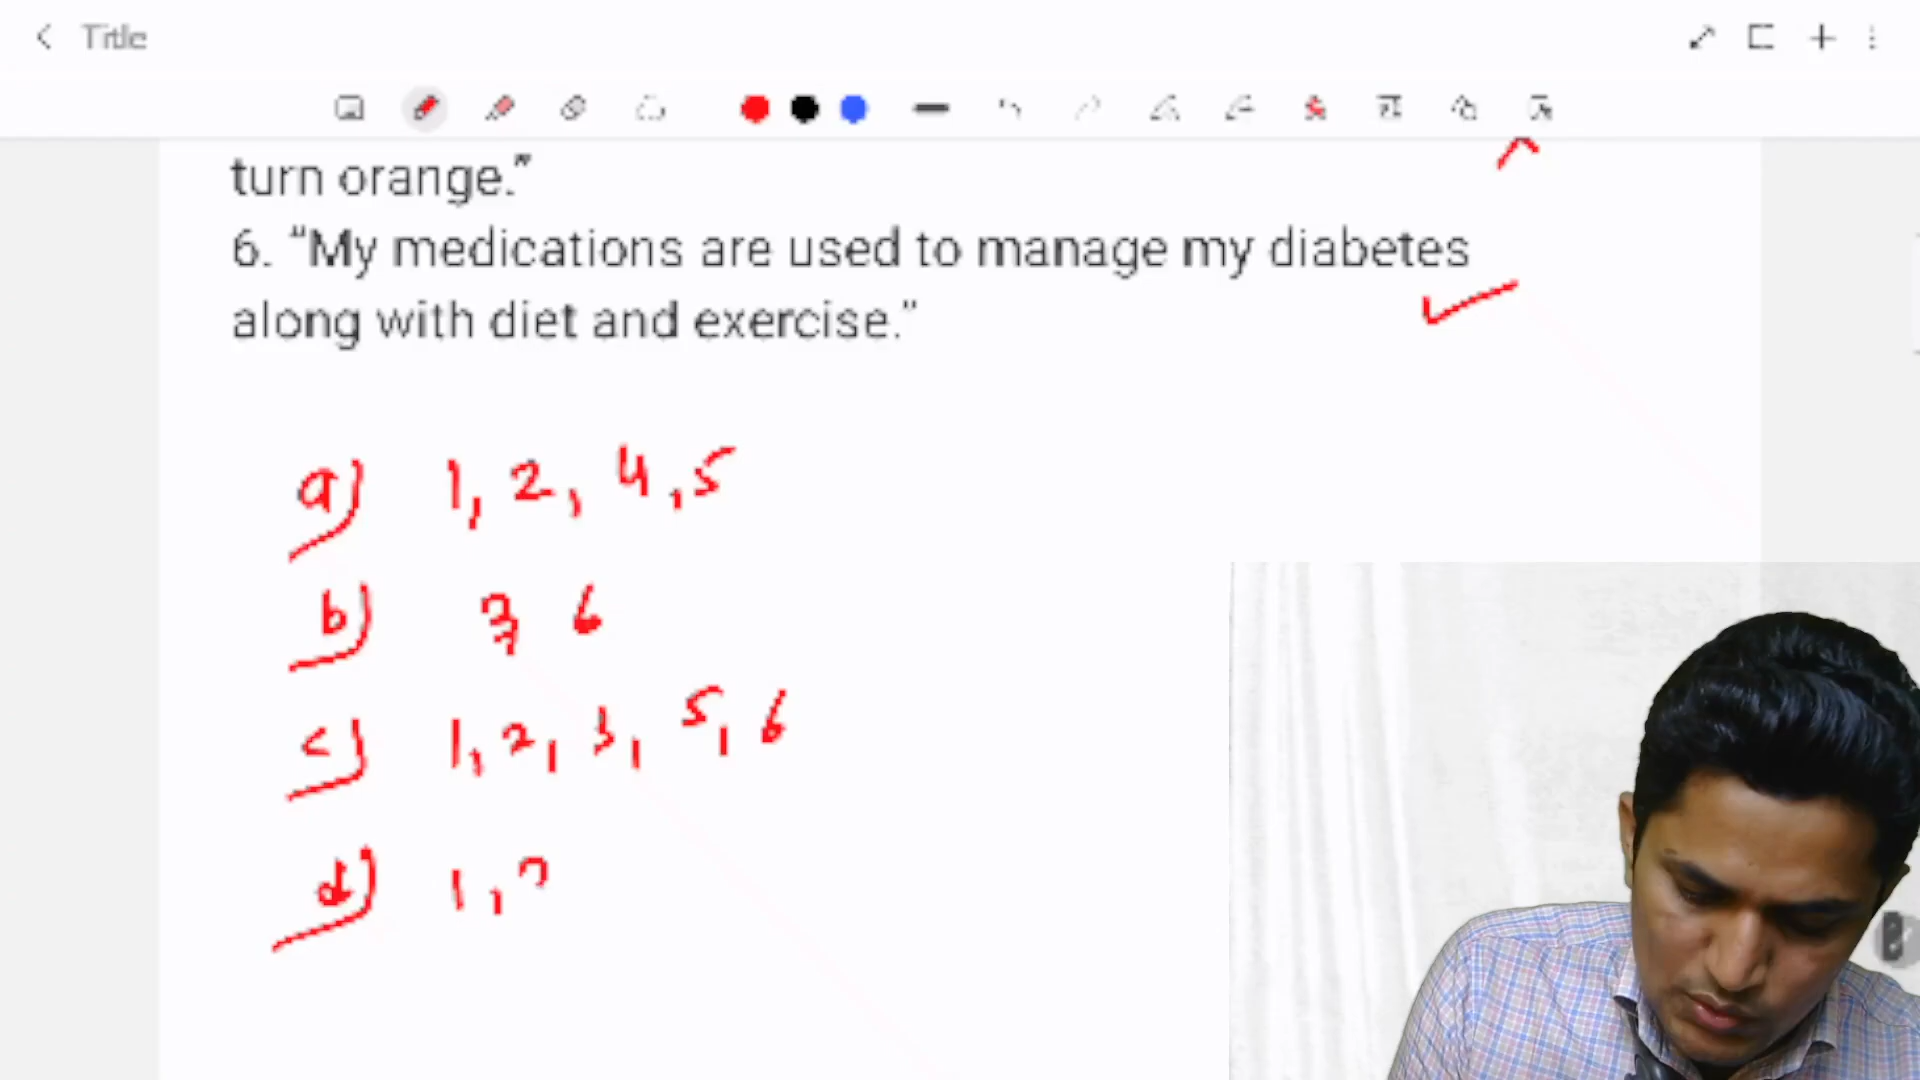 Title
turn orange.”
6. “My medications are used to manage my diabetes
along with diet and exercise.”
a) 1, 2, 4, 5
b) 3, 6
c) 1, 2, 3, 5, 6
d) 1,